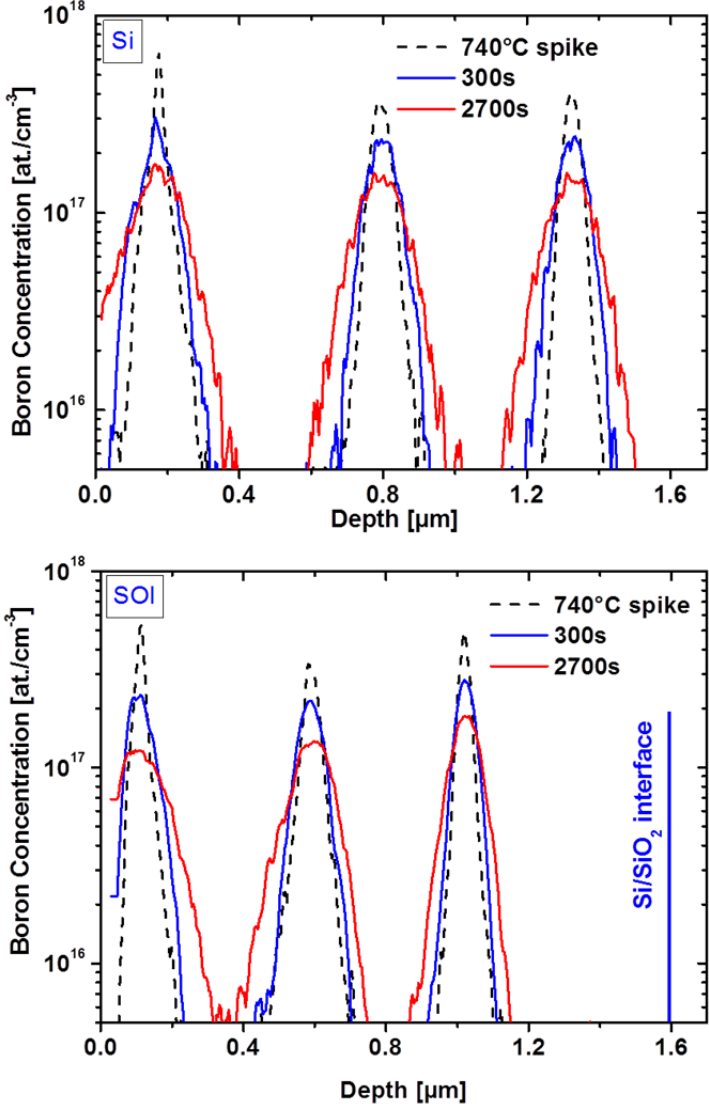 10^18
Si
740°C spike
300s
2700s
10^17
10^16
Boron Concentration [at./cm^-3]
0.0 0.4 0.8 1.2 1.6
Depth [µm]
10^18
SOI
740°C spike
300s
2700s
10^17
10^16
Boron Concentration [at./cm^-3]
Si/SiO₂ interface
0.0 0.4 0.8 1.2 1.6
Depth [µm]